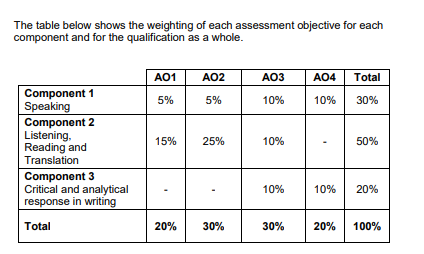 The table below shows the weighting of each assessment objective for each
component and for the qualification as a whole.
AO1 AO2 AO3 AO4 Total
Component 1
Speaking
5% 5% 10% 10% 30%
Component 2
Listening,
Reading and
Translation
15% 25% 10% - 50%
Component 3
Critical and analytical
response in writing
- - 10% 10% 20%
Total 20% 30% 30% 20% 100%